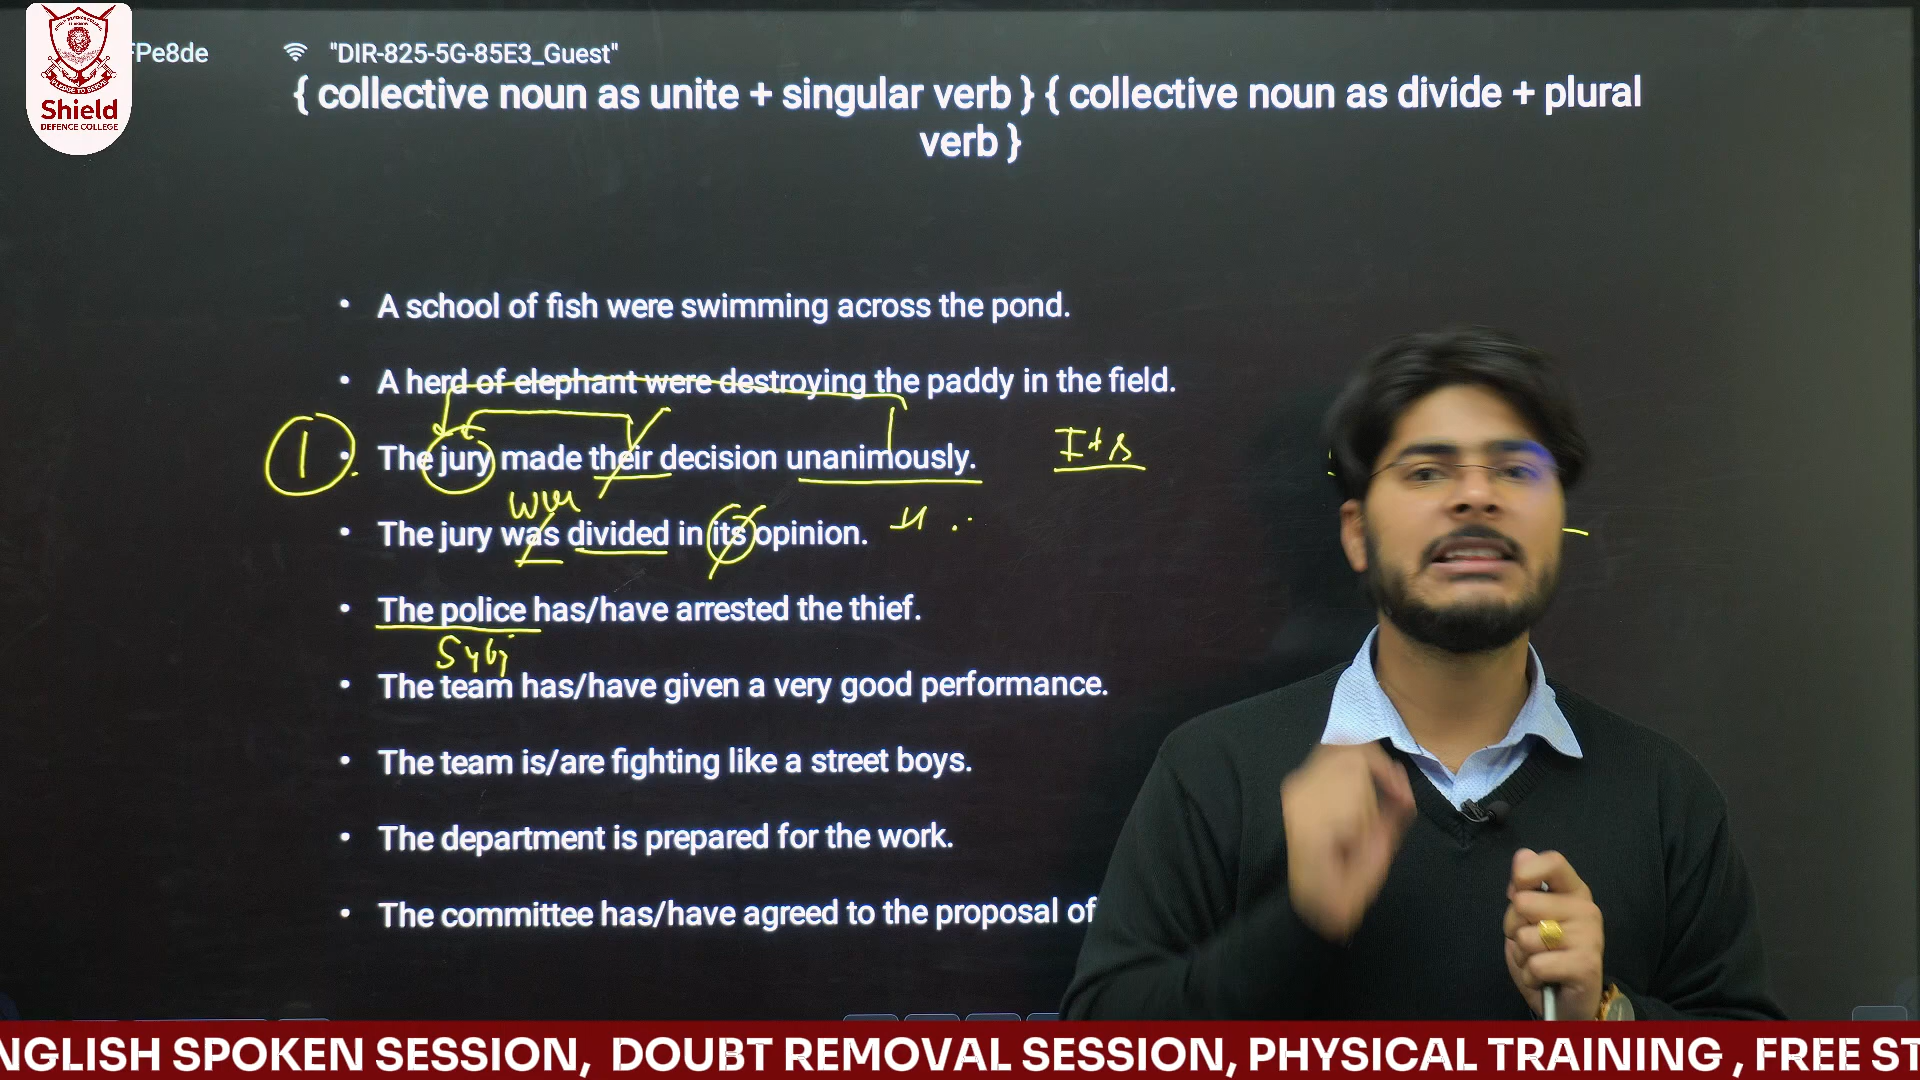 FPe8de "DIR-825-5G-85E3_Guest"
Shield
DEFENCE COLLEGE
{ collective noun as unite + singular verb } { collective noun as divide + plural
verb }
• A school of fish were swimming across the pond.
• A herd of elephant were destroying the paddy in the field.
1
• The jury made their decision unanimously.
Its
• The jury was divided in its opinion.
• The police has/have arrested the thief.
Subj
• The team has/have given a very good performance.
• The team is/are fighting like a street boys.
• The department is prepared for the work.
• The committee has/have agreed to the proposal of
NGLISH SPOKEN SESSION, DOUBT REMOVAL SESSION, PHYSICAL TRAINING , FREE ST